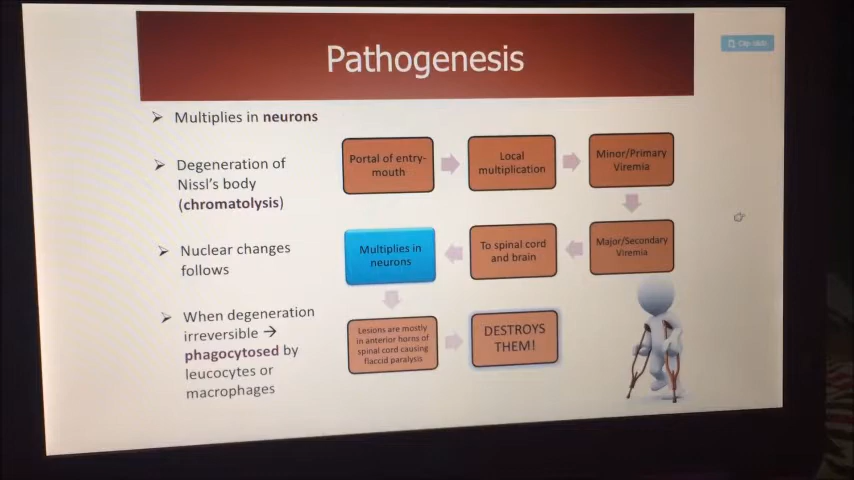 Pathogenesis
➢ Multiplies in neurons
➢ Degeneration of
Nissl's body
(chromatolysis)
➢ Nuclear changes
follows
➢ When degeneration
irreversible →
phagocytosed by
leucocytes or
macrophages
Portal of entry-
mouth
Local
multiplication
Minor/Primary
Viremia
Major/Secondary
Viremia
To spinal cord
and brain
Multiplies in
neurons
Lesions are mostly
in anterior horns of
spinal cord causing
flaccid paralysis
DESTROYS
THEM!